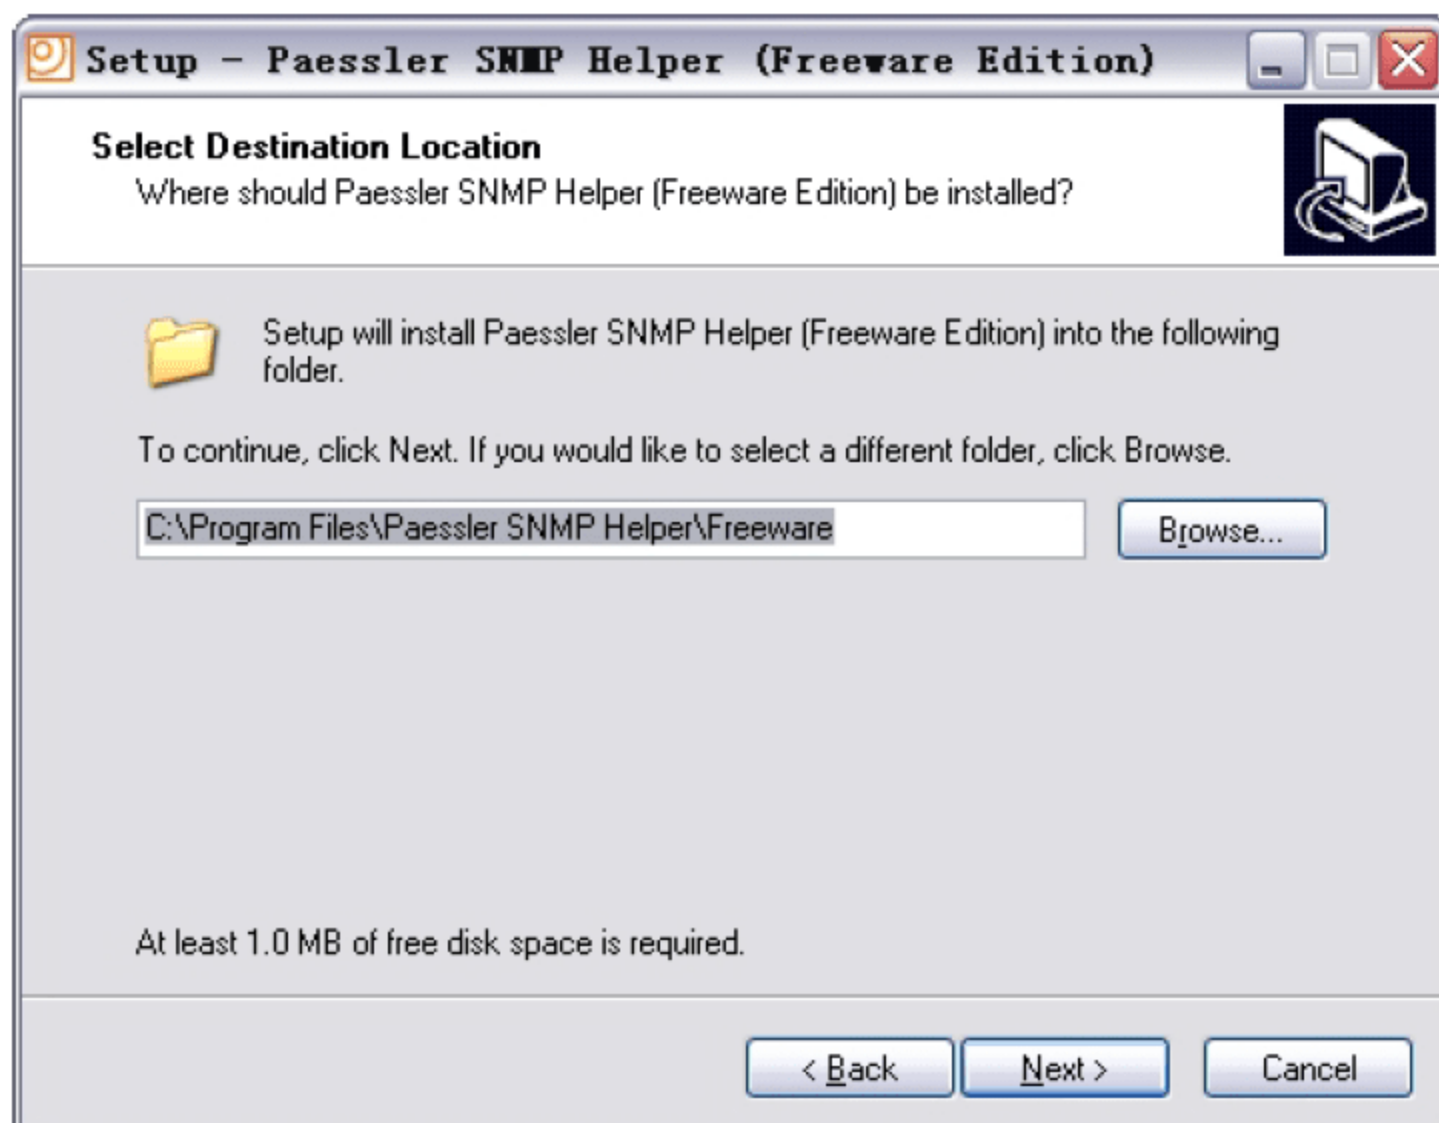 Setup - Paessler SNMP Helper (Freeware Edition)
Select Destination Location
Where should Paessler SNMP Helper (Freeware Edition) be installed?
Setup will install Paessler SNMP Helper (Freeware Edition) into the following
folder.
To continue, click Next. If you would like to select a different folder, click Browse.
C:\Program Files\Paessler SNMP Helper\Freeware
Browse...
At least 1.0 MB of free disk space is required.
< Back
Next >
Cancel